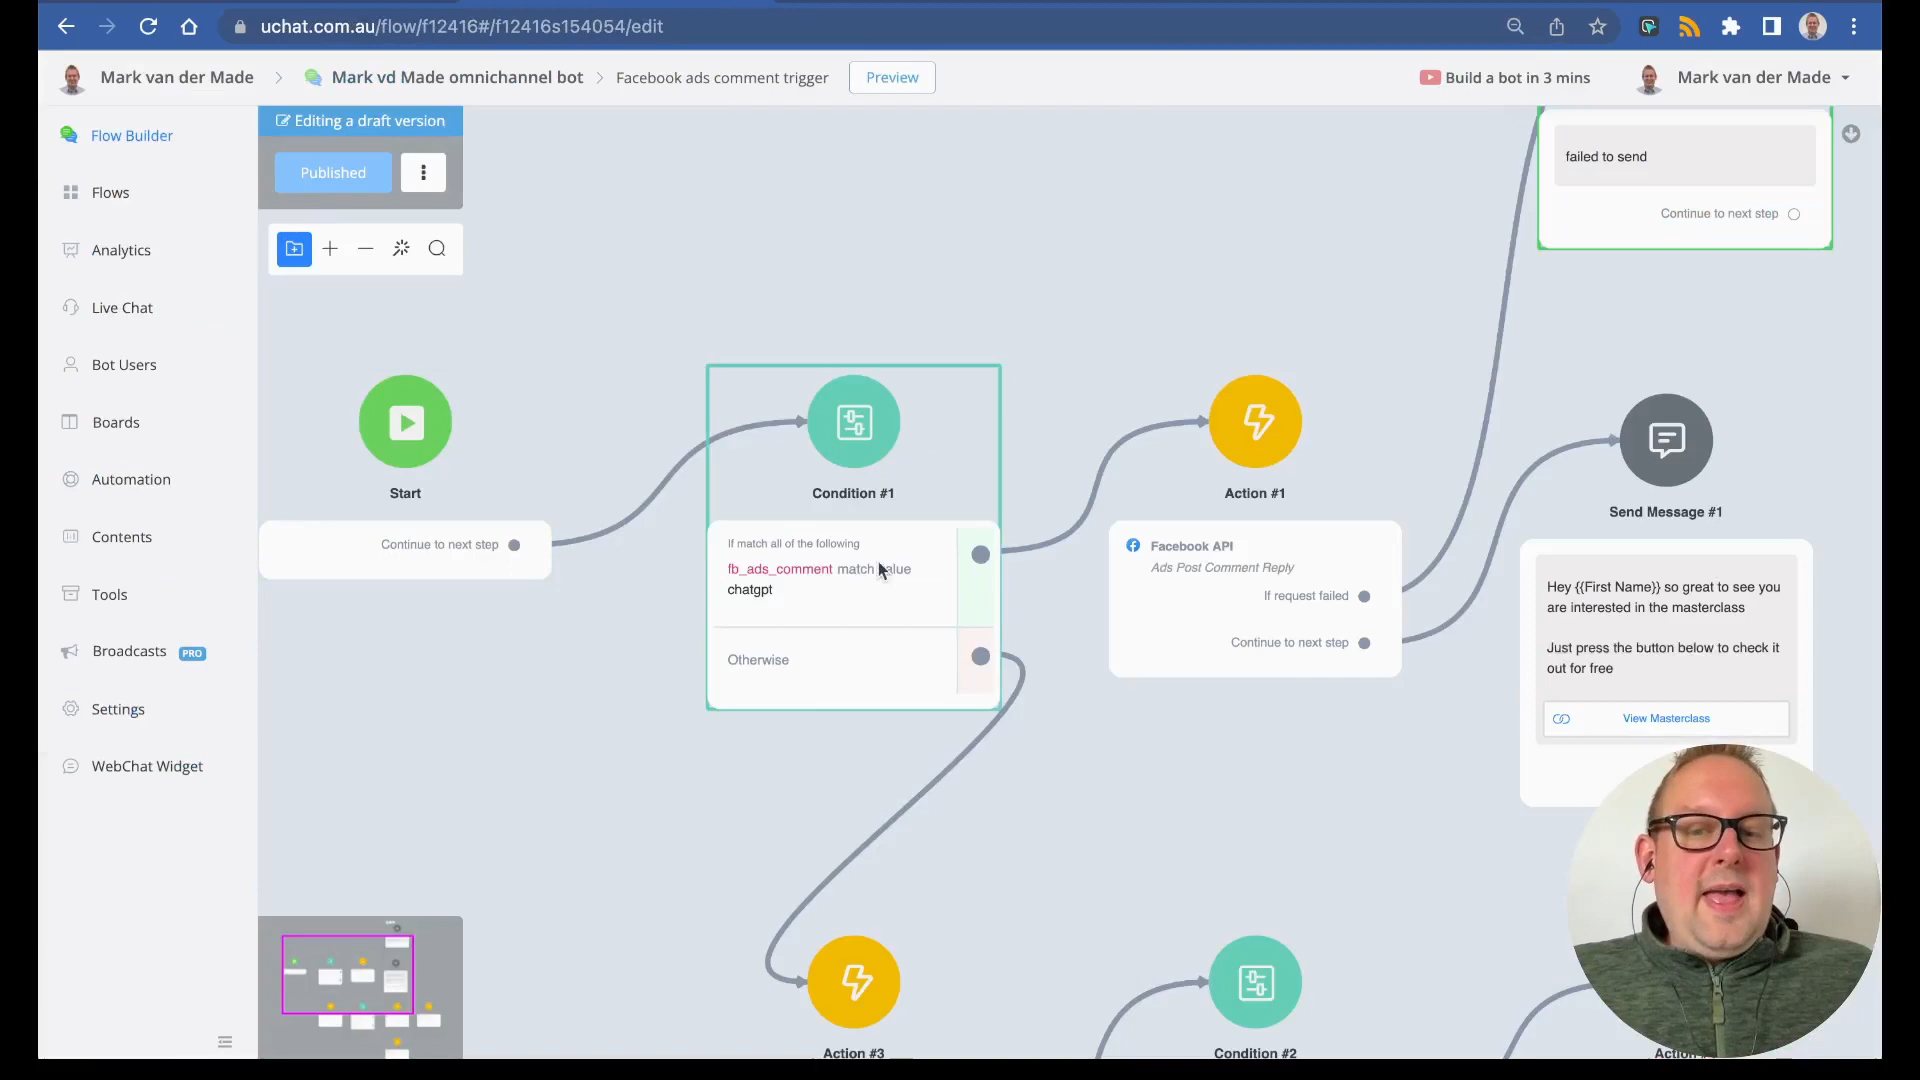 uchat.com.au/flow/f12416#/f12416s154054/edit
Mark van der Made
Mark vd Made omnichannel bot
Facebook ads comment trigger
Preview
Build a bot in 3 mins
Mark van der Made
Flow Builder
Flows
Analytics
Live Chat
Bot Users
Boards
Automation
Contents
Tools
Broadcasts PRO
Settings
WebChat Widget
Editing a draft version
Published
failed to send
Continue to next step
Start
Continue to next step
Condition #1
If match all of the following
fb_ads_comment match value
chatgpt
Otherwise
Action #1
Facebook API
Ads Post Comment Reply
If request failed
Continue to next step
Send Message #1
Hey {{First Name}} so great to see you
are interested in the masterclass
Just press the button below to check it
out for free
View Masterclass
Action #3
Condition #2